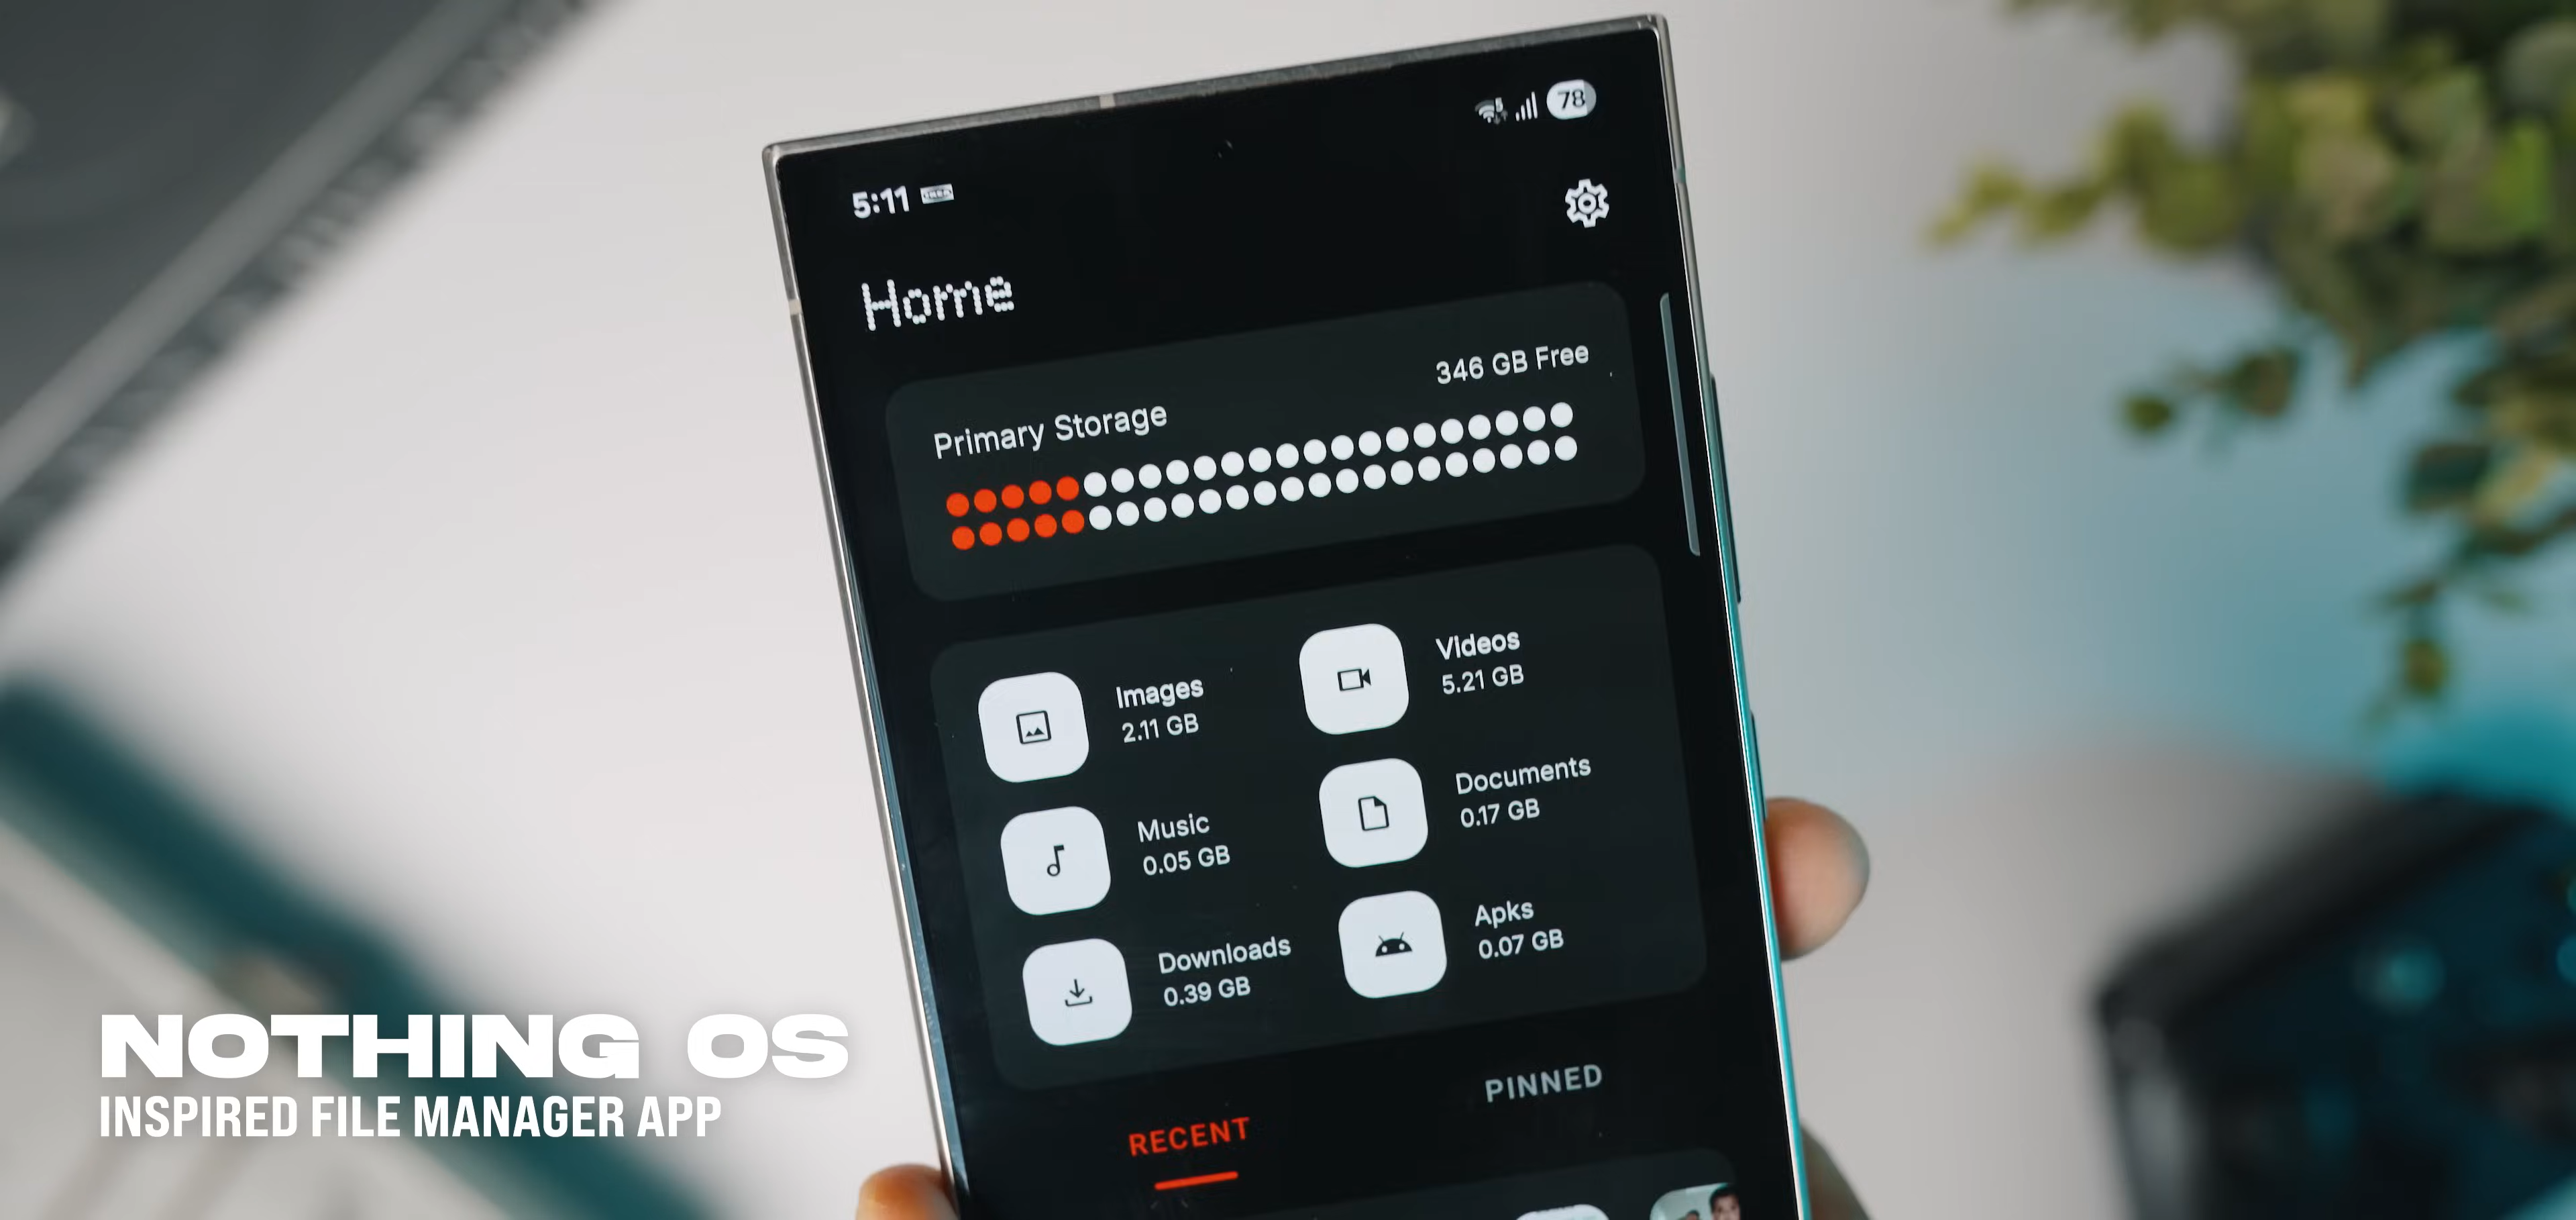 5:11
78
Home
346 GB Free
Primary Storage
Images
2.11 GB
Videos
5.21 GB
Music
0.05 GB
Documents
0.17 GB
Downloads
0.39 GB
Apks
0.07 GB
RECENT
PINNED
NOTHING OS
INSPIRED FILE MANAGER APP